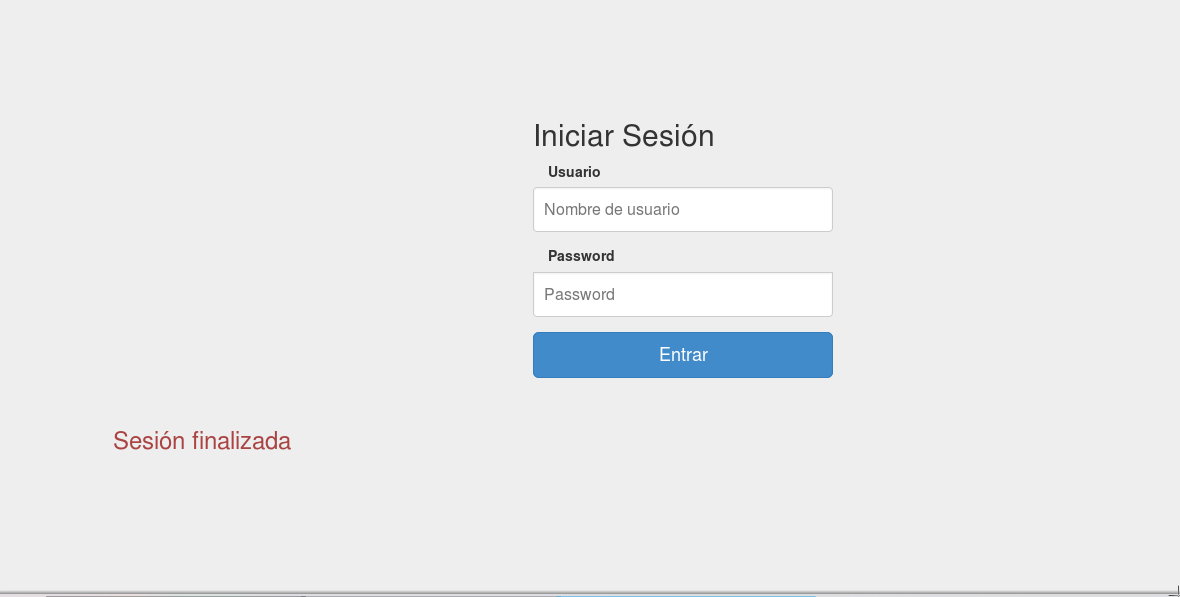 Iniciar Sesión
Usuario
Nombre de usuario
Password
Password
Entrar
Sesión finalizada